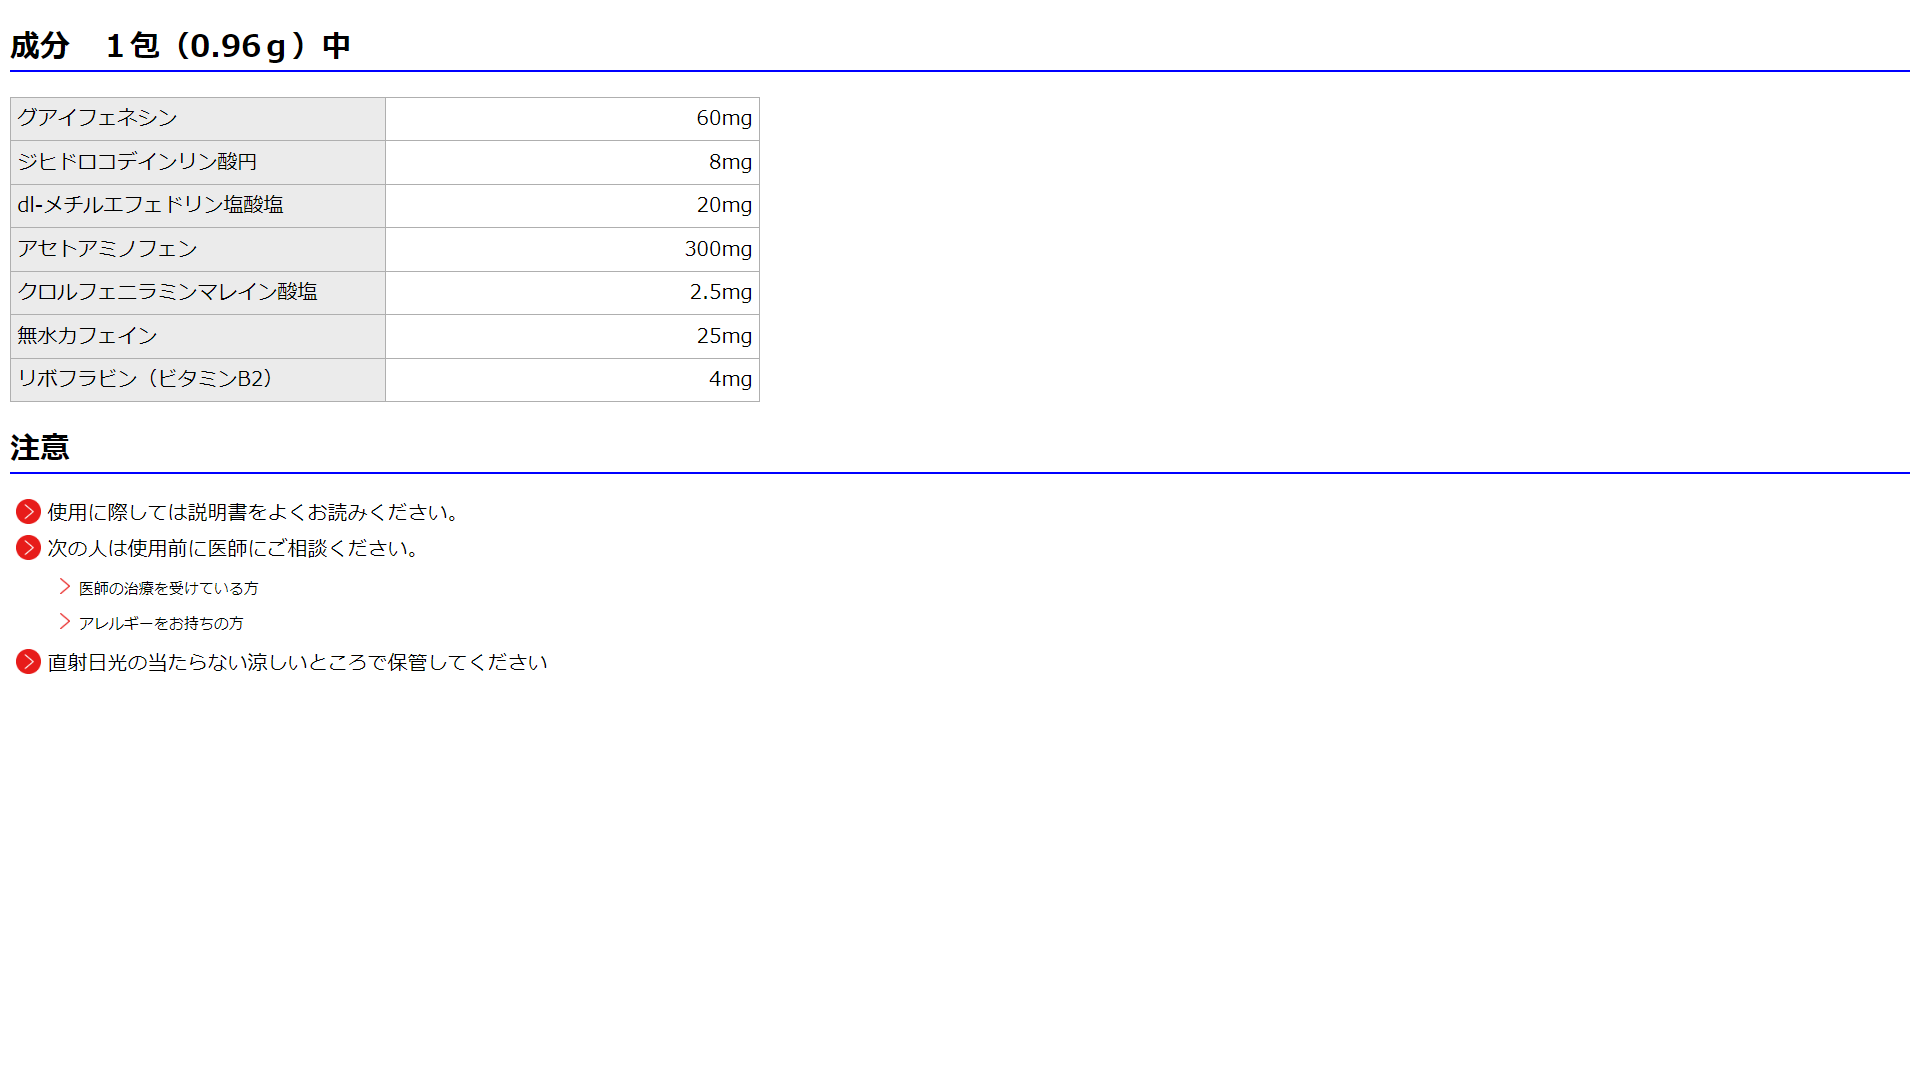 成分　１包（0.96ｇ）中
グアイフェネシン 60mg
ジヒドロコデインリン酸円 8mg
dl-メチルエフェドリン塩酸塩 20mg
アセトアミノフェン 300mg
クロルフェニラミンマレイン酸塩 2.5mg
無水カフェイン 25mg
リボフラビン（ビタミンB2） 4mg
注意
使用に際しては説明書をよくお読みください。
次の人は使用前に医師にご相談ください。
医師の治療を受けている方
アレルギーをお持ちの方
直射日光の当たらない涼しいところで保管してください